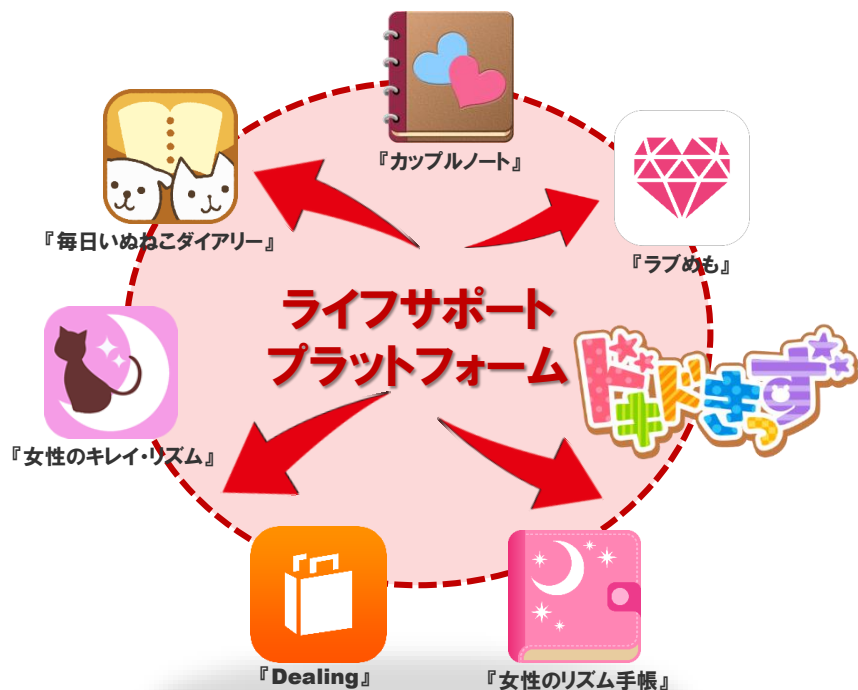 『カップルノート』
『毎日いぬねこダイアリー』
『ラブめも』
ライフサポート
プラットフォーム
ドキドキっず
『女性のキレイ・リズム』
『Dealing』
『女性のリズム手帳』